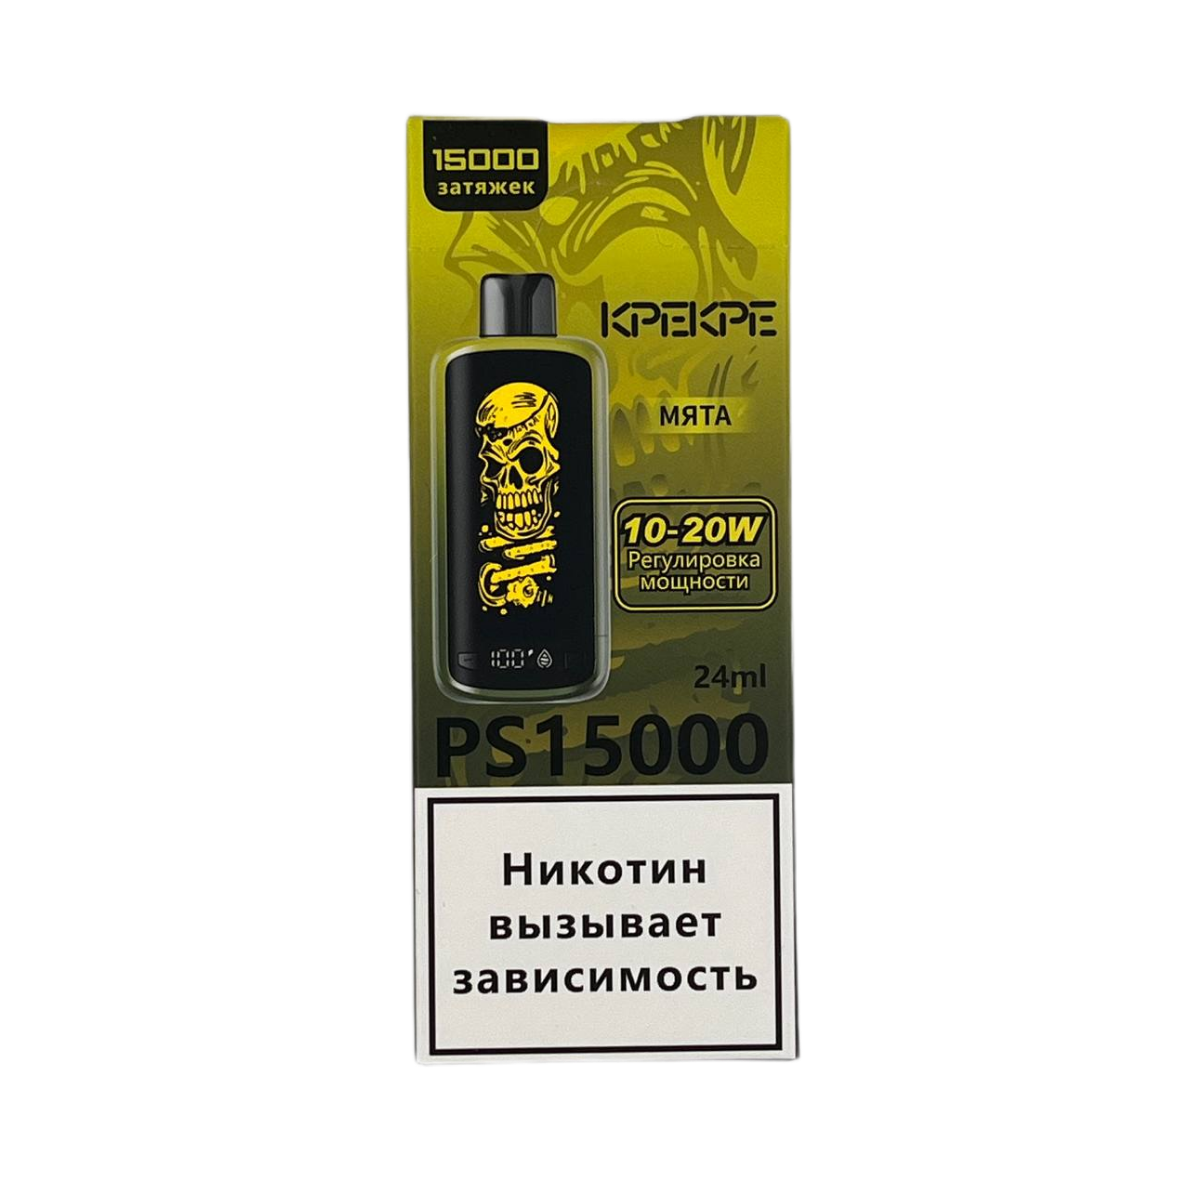 15000
затяжек
КРЕКРЕ
МЯТА
10-20W
Регулировка
мощности
100
24ml
PS15000
Никотин
вызывает
зависимость